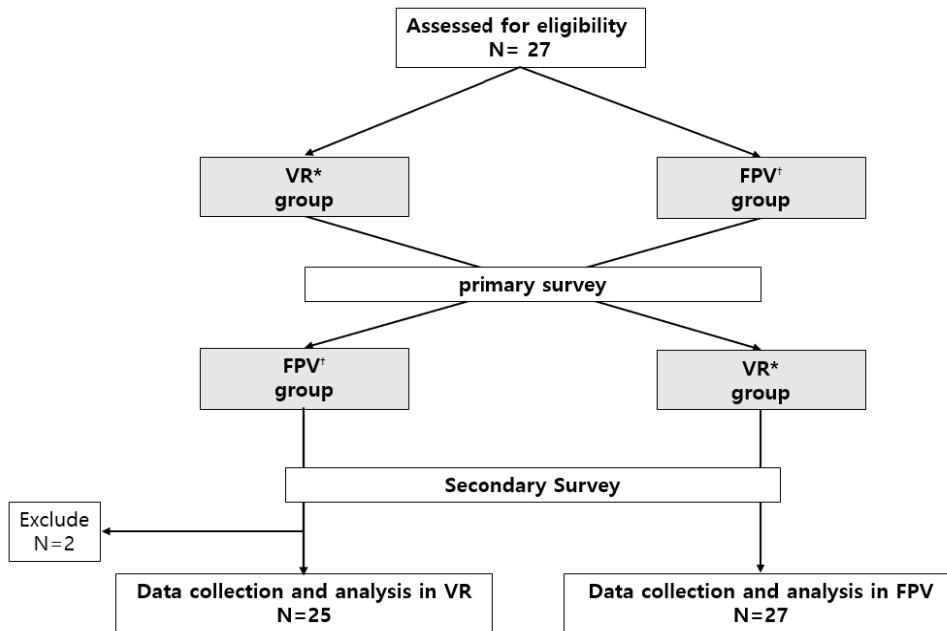 Assessed for eligibility
N= 27
VR*
group
FPV†
group
primary survey
FPV†
group
VR*
group
Secondary Survey
Exclude
N=2
Data collection and analysis in VR
N=25
Data collection and analysis in FPV
N=27